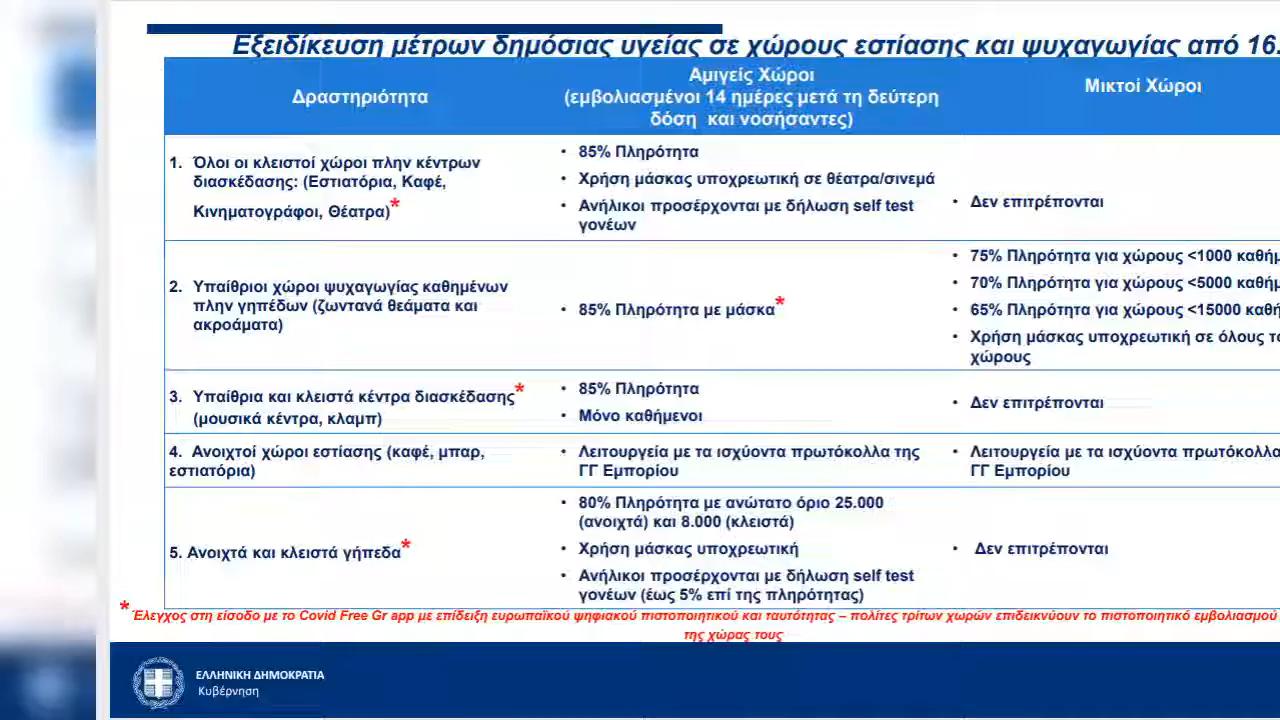 Εξειδίκευση μέτρων δημόσιας υγείας σε χώρους εστίασης και ψυχαγωγίας από 16.
Δραστηριότητα
Αμιγείς Χώροι
(εμβολιασμένοι 14 ημέρες μετά τη δεύτερη
δόση και νοσήσαντες)
Μικτοί Χώροι
1. Όλοι οι κλειστοί χώροι πλην κέντρων
διασκέδασης: (Εστιατόρια, Καφέ,
Κινηματογράφοι, Θέατρα)*
• 85% Πληρότητα
• Χρήση μάσκας υποχρεωτική σε θέατρα/σινεμά
• Ανήλικοι προσέρχονται με δήλωση self test
γονέων
• Δεν επιτρέπονται
2. Υπαίθριοι χώροι ψυχαγωγίας καθημένων
πλην γηπέδων (ζωντανά θεάματα και
ακροάματα)
• 85% Πληρότητα με μάσκα*
• 75% Πληρότητα για χώρους <1000 καθήμ
• 70% Πληρότητα για χώρους <5000 καθήμ
• 65% Πληρότητα για χώρους <15000 καθή
• Χρήση μάσκας υποχρεωτική σε όλους το
χώρους
3. Υπαίθρια και κλειστά κέντρα διασκέδασης*
(μουσικά κέντρα, κλαμπ)
• 85% Πληρότητα
• Μόνο καθήμενοι
• Δεν επιτρέπονται
4. Ανοιχτοί χώροι εστίασης (καφέ, μπαρ,
εστιατόρια)
• Λειτουργεία με τα ισχύοντα πρωτόκολλα της
ΓΓ Εμπορίου
• Λειτουργεία με τα ισχύοντα πρωτόκολλα
ΓΓ Εμπορίου
5. Ανοιχτά και κλειστά γήπεδα*
• 80% Πληρότητα με ανώτατο όριο 25.000
(ανοιχτά) και 8.000 (κλειστά)
• Χρήση μάσκας υποχρεωτική
• Ανήλικοι προσέρχονται με δήλωση self test
γονέων (έως 5% επί της πληρότητας)
• Δεν επιτρέπονται
* Έλεγχος στη είσοδο με το Covid Free Gr app με επίδειξη ευρωπαϊκού ψηφιακού πιστοποιητικού και ταυτότητας – πολίτες τρίτων χωρών επιδεικνύουν το πιστοποιητικό εμβολιασμού
της χώρας τους
ΕΛΛΗΝΙΚΗ ΔΗΜΟΚΡΑΤΙΑ
Κυβέρνηση